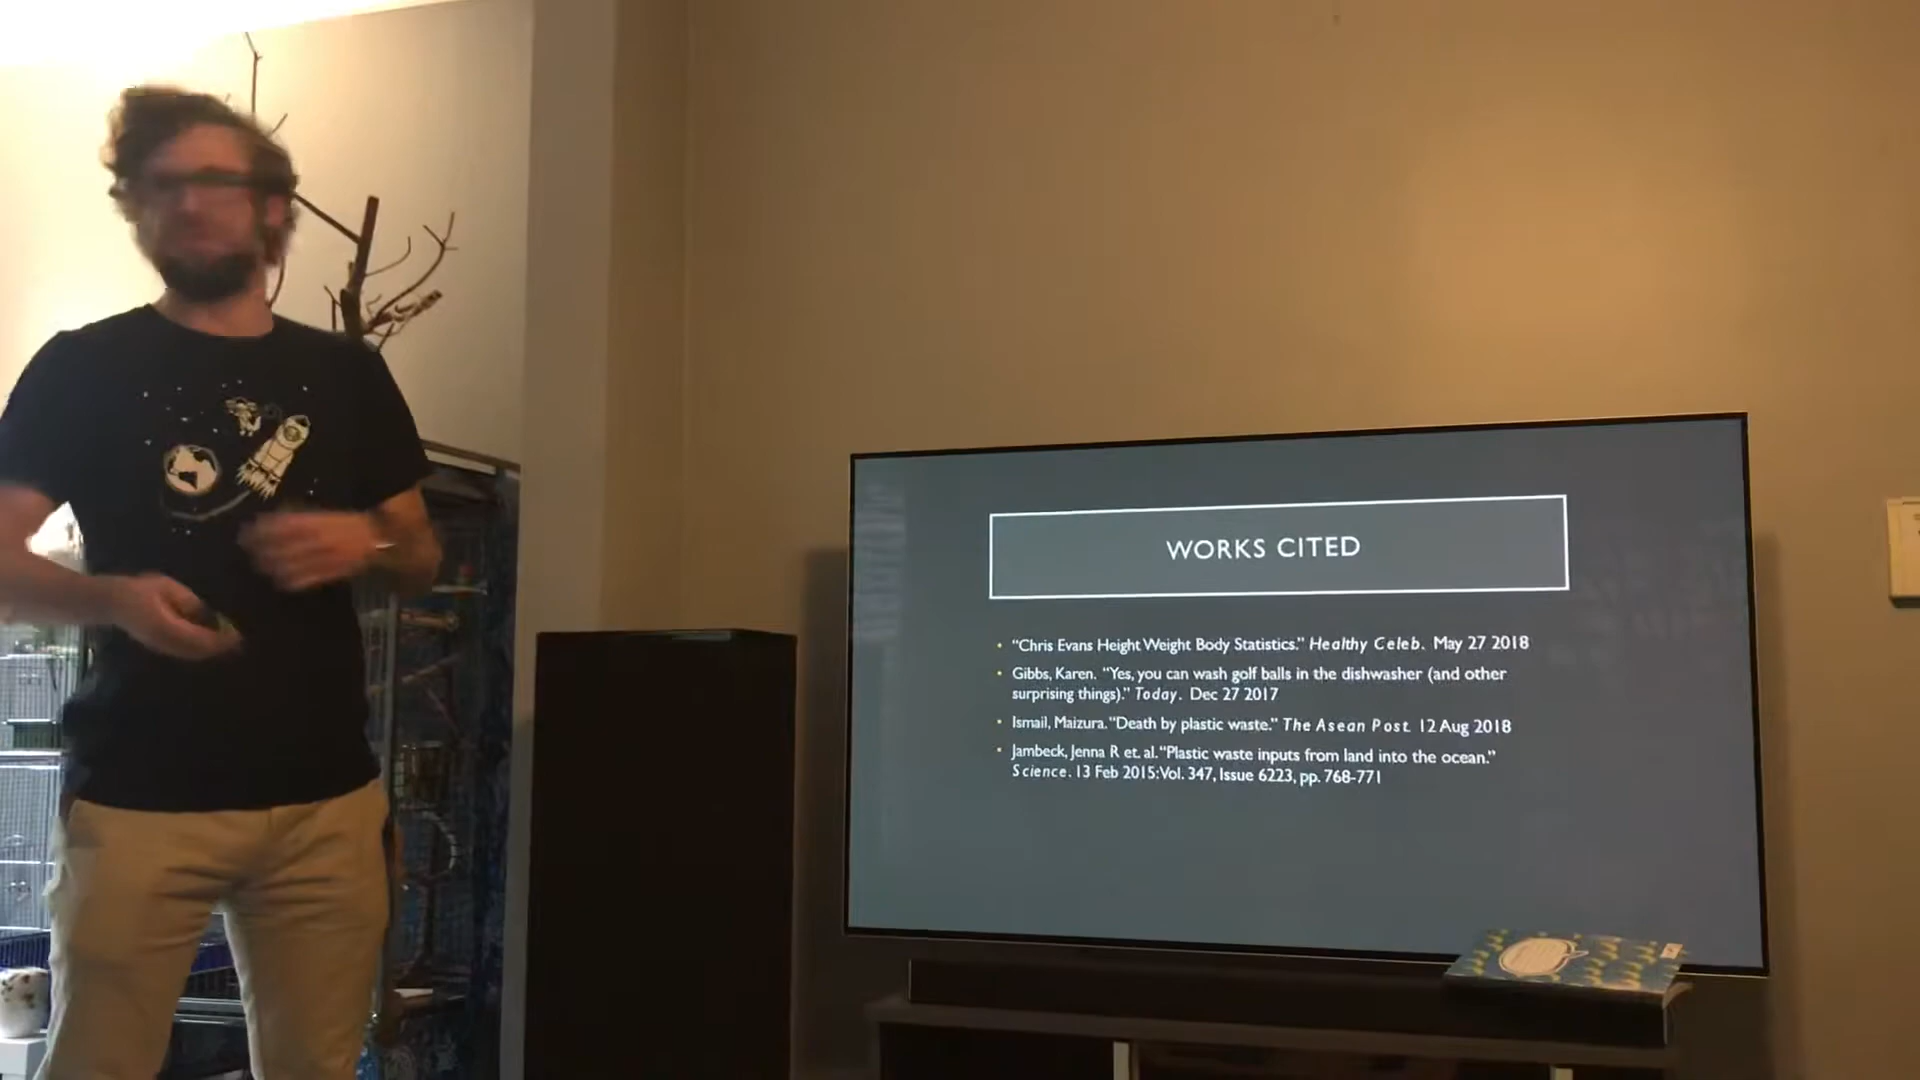 WORKS CITED
• “Chris Evans Height Weight Body Statistics.” Healthy Celeb. May 27 2018
• Gibbs, Karen. “Yes, you can wash golf balls in the dishwasher (and other
surprising things).” Today. Dec 27 2017
• Ismail, Maizura. “Death by plastic waste.” The Asean Post. 12 Aug 2018
• Jambeck, Jenna R et. al. “Plastic waste inputs from land into the ocean.”
Science. 13 Feb 2015: Vol. 347, Issue 6223, pp. 768-771